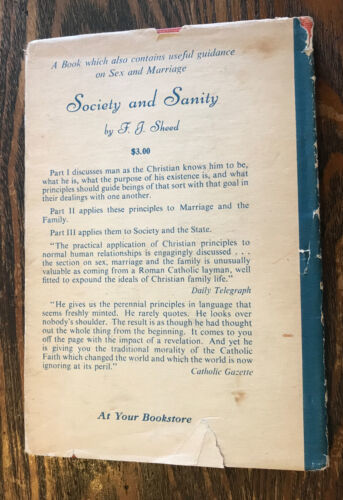 A Book which also contains useful guidance
on Sex and Marriage
Society and Sanity
by F. J. Sheed
$3.00
Part I discusses man as the Christian knows him to be,
what he is, what the purpose of his existence is, and what
principles should guide beings of that sort with that goal in
their dealings with one another.
Part II applies these principles to Marriage and the
Family.
Part III applies them to Society and the State.
"The practical application of Christian principles to
normal human relationships is engagingly discussed . . .
the section on sex, marriage and the family is unusually
valuable as coming from a Roman Catholic layman, well
fitted to expound the ideals of Christian family life."
Daily Telegraph
"He gives us the perennial principles in language that
seems freshly minted. He rarely quotes. He looks over
nobody's shoulder. The result is as though he had thought
out the whole thing from the beginning. It comes to you
off the page with the impact of a revelation. And yet he
is giving you the traditional morality of the Catholic
Faith which changed the world and which the world is now
ignoring at its peril."
Catholic Gazette
At Your Bookstore